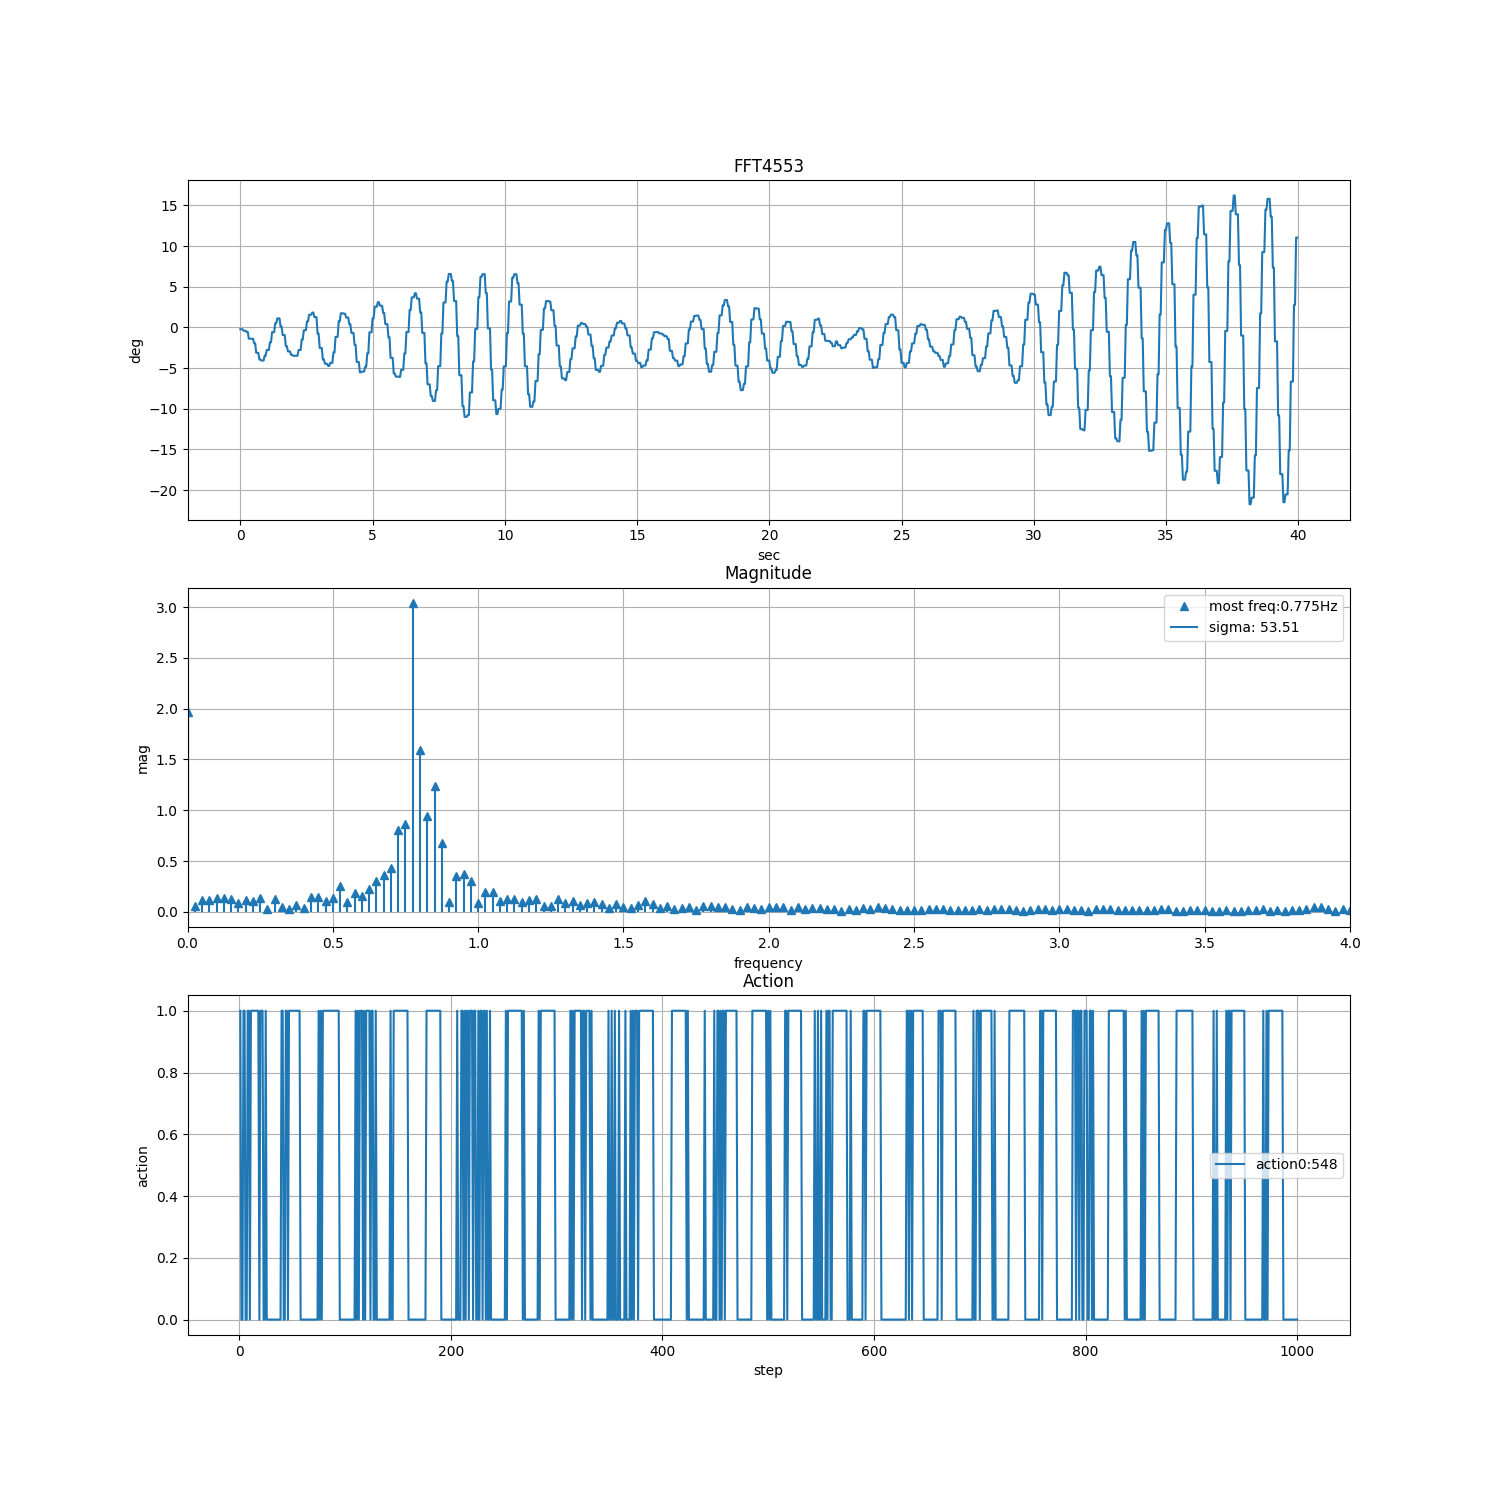 FFT4553
15
10
5
0
−5
−10
−15
−20
deg
0 5 10 15 20 25 30 35 40
sec
Magnitude
3.0
2.5
2.0
1.5
1.0
0.5
0.0
mag
most freq:0.775Hz
sigma: 53.51
0.0 0.5 1.0 1.5 2.0 2.5 3.0 3.5 4.0
frequency
Action
1.0
0.8
0.6
0.4
0.2
0.0
action
action0:548
0 200 400 600 800 1000
step